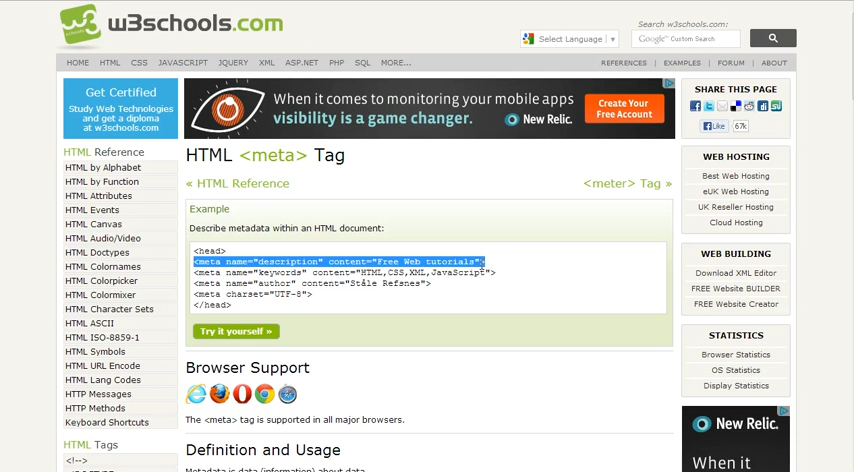 w3schools.com
Search w3schools.com:
Select Language
Google™ Custom Search
HOME HTML CSS JAVASCRIPT JQUERY XML ASP.NET PHP SQL MORE...
REFERENCES | EXAMPLES | FORUM | ABOUT
Get Certified
Study Web Technologies
and get a diploma
at w3schools.com
When it comes to monitoring your mobile apps
visibility is a game changer.
New Relic.
Create Your
Free Account
SHARE THIS PAGE
Like 67k
HTML Reference
HTML by Alphabet
HTML by Function
HTML Attributes
HTML Events
HTML Canvas
HTML Audio/Video
HTML Doctypes
HTML Colornames
HTML Colorpicker
HTML Colormixer
HTML Character Sets
HTML ASCII
HTML ISO-8859-1
HTML Symbols
HTML URL Encode
HTML Lang Codes
HTTP Messages
HTTP Methods
Keyboard Shortcuts
HTML Tags
<!-->
HTML <meta> Tag
« HTML Reference
<meter> Tag »
Example
Describe metadata within an HTML document:
<head>
<meta name="description" content="Free Web tutorials">
<meta name="keywords" content="HTML,CSS,XML,JavaScript">
<meta name="author" content="Ståle Refsnes">
<meta charset="UTF-8">
</head>
Try it yourself »
Browser Support
The <meta> tag is supported in all major browsers.
Definition and Usage
Metadata is data (information) about data.
WEB HOSTING
Best Web Hosting
eUK Web Hosting
UK Reseller Hosting
Cloud Hosting
WEB BUILDING
Download XML Editor
FREE Website BUILDER
FREE Website Creator
STATISTICS
Browser Statistics
OS Statistics
Display Statistics
New Relic.
When it